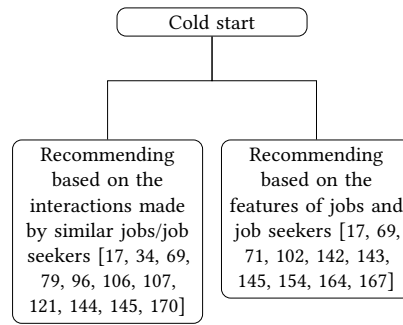 Cold start
Recommending
based on the
interactions made
by similar jobs/job
seekers [17, 34, 69,
79, 96, 106, 107,
121, 144, 145, 170]
Recommending
based on the
features of jobs and
job seekers [17, 69,
71, 102, 142, 143,
145, 154, 164, 167]